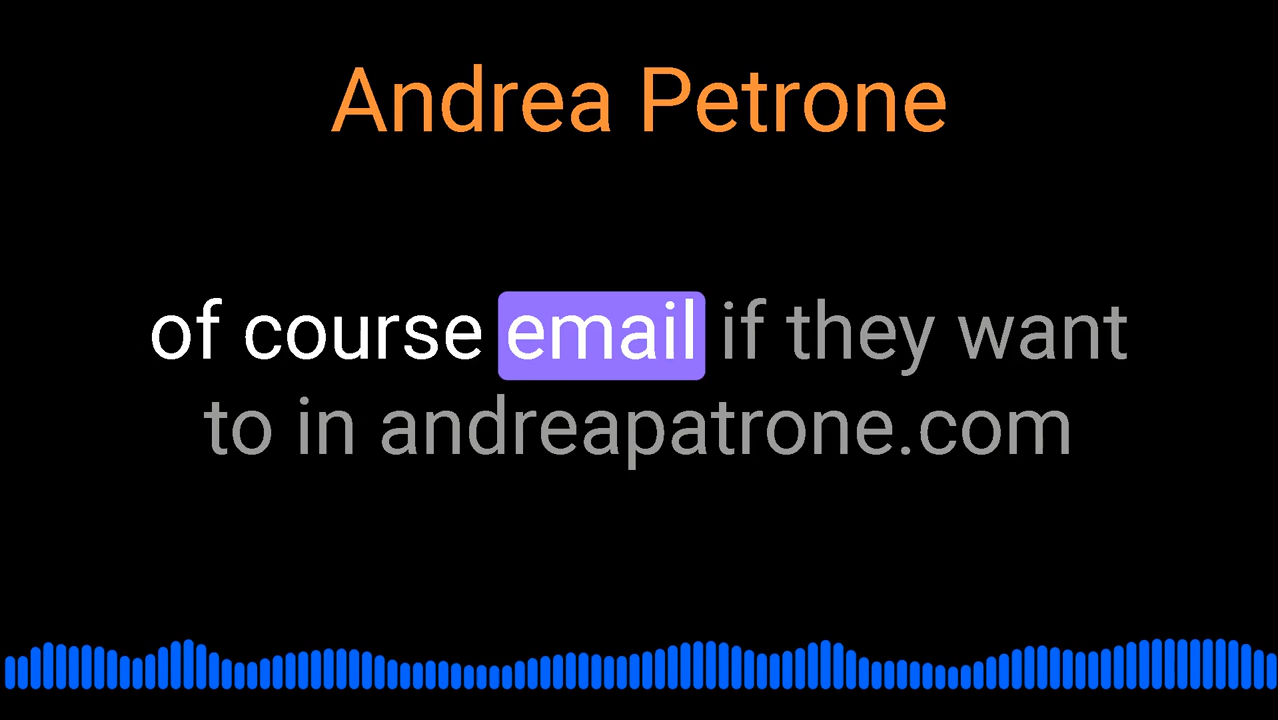 Andrea Petrone
of course email if they want
to in andreapatrone.com